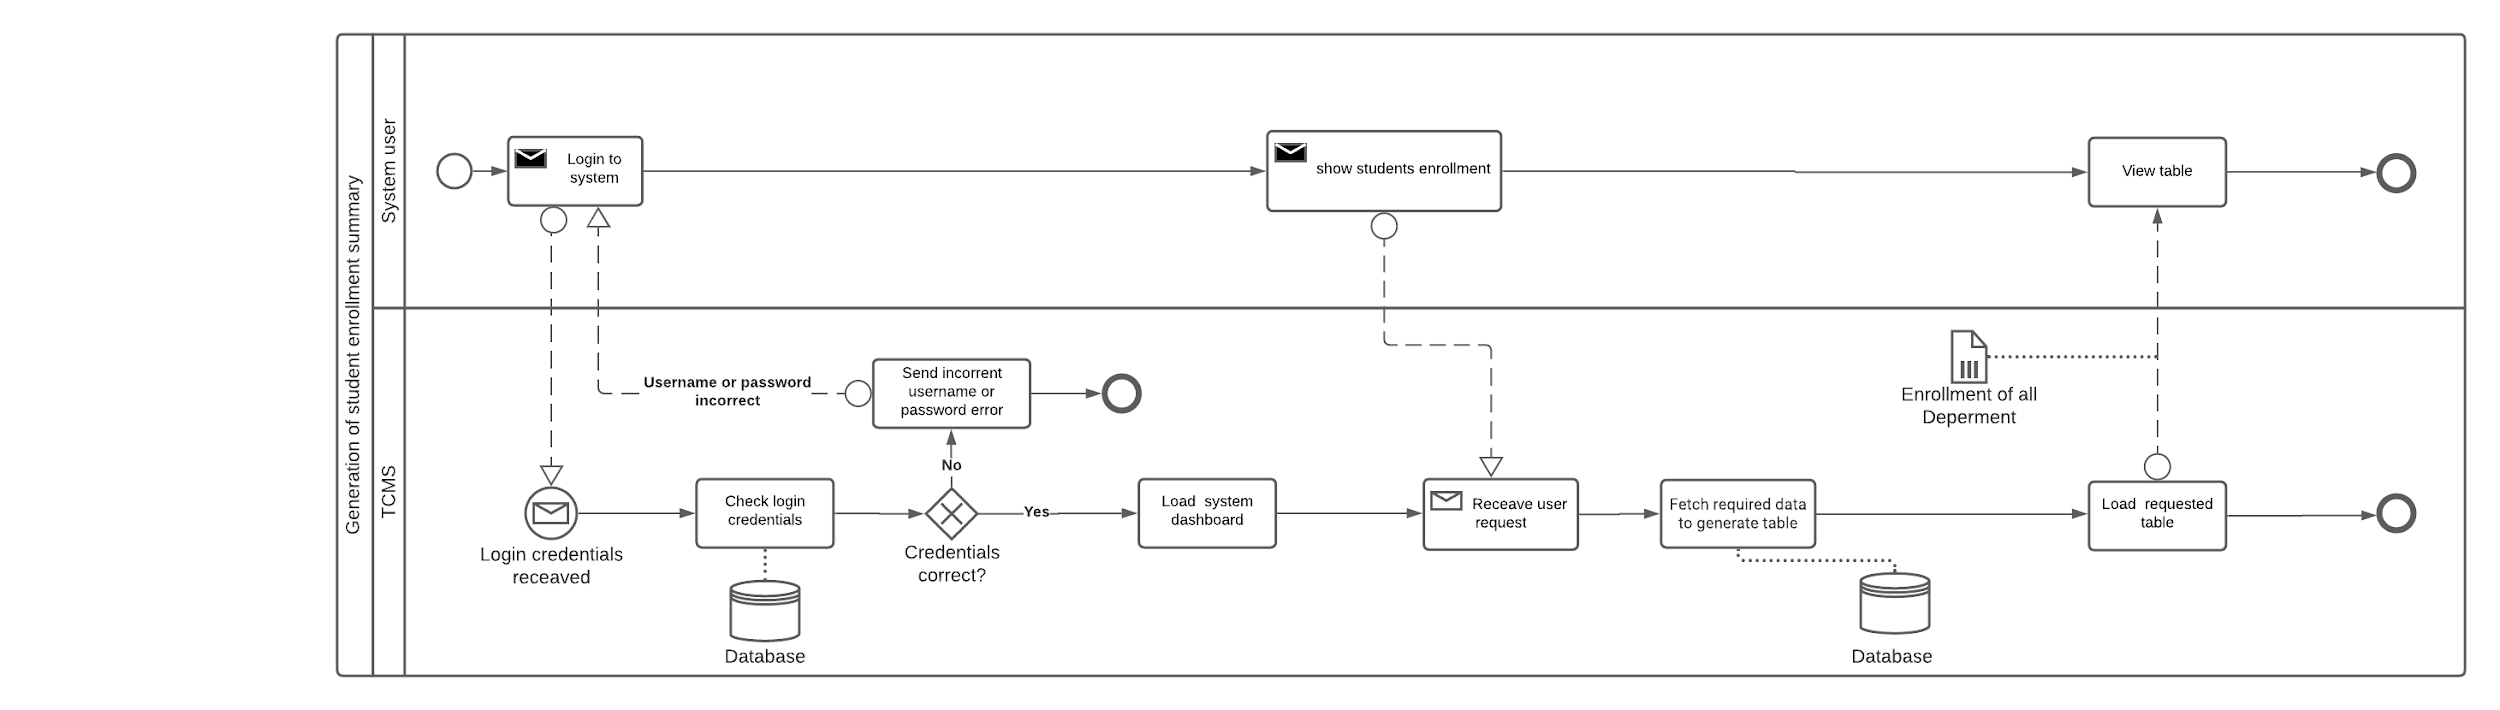 Generation of student enrollment summary
System user
Login to
system
show students enrollment
View table
TCMS
Username or password
incorrect
Send incorrent
username or
password error
Enrollment of all
Deperment
No
Login credentials
receaved
Check login
credentials
Credentials
correct?
Yes
Load system
dashboard
Receave user
request
Fetch required data
to generate table
Load requested
table
Database
Database